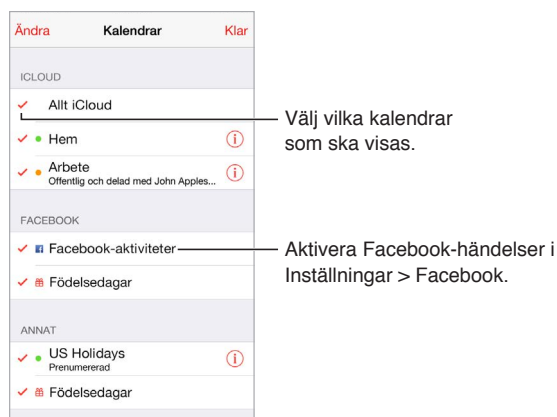 Ändra Kalendrar Klar
ICLOUD
Allt iCloud
Hem
Arbete
Offentlig och delad med John Apples...
FACEBOOK
Facebook-aktiviteter
Födelsedagar
ANNAT
US Holidays
Prenumererad
Födelsedagar
Välj vilka kalendrar
som ska visas.
Aktivera Facebook-händelser i
Inställningar > Facebook.